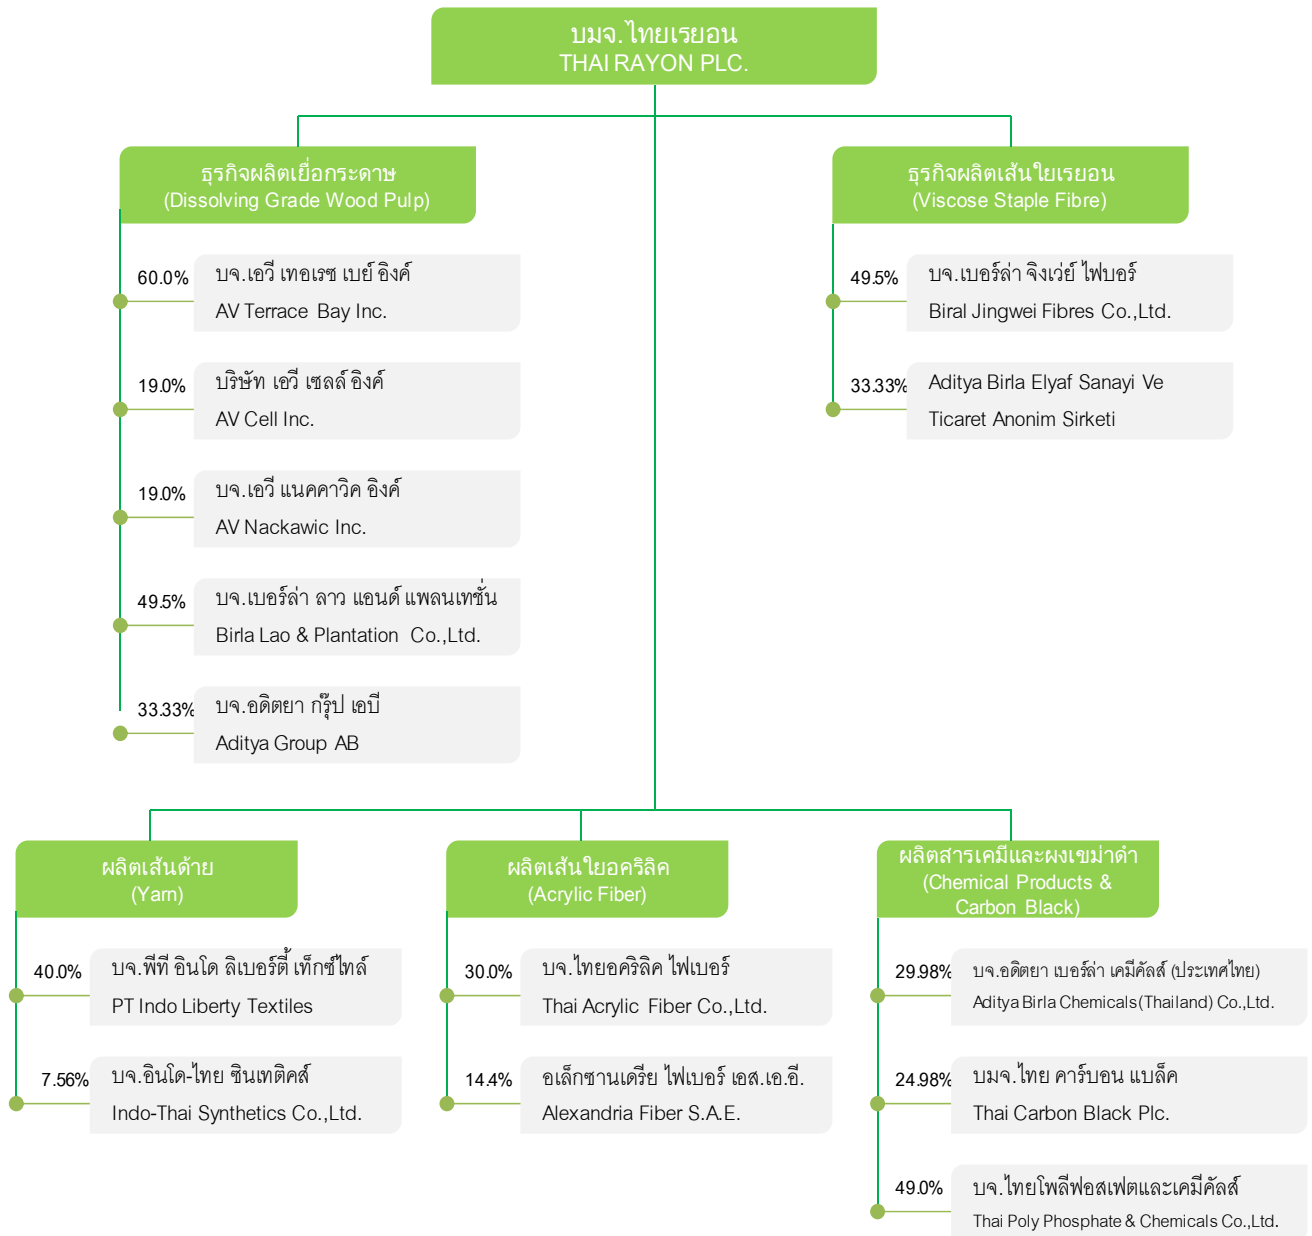 บมจ.ไทยเรยอน
THAI RAYON PLC.
ธุรกิจผลิตเยื่อกระดาษ
(Dissolving Grade Wood Pulp)
60.0%
บจ.เอวี เทอเรซ เบย์ อิงค์
AV Terrace Bay Inc.
19.0%
บริษัท เอวี เซลล์ อิงค์
AV Cell Inc.
19.0%
บจ.เอวี แนคคาวิค อิงค์
AV Nackawic Inc.
49.5%
บจ.เบอร์ล่า ลาว แอนด์ แพลนเทชั่น
Birla Lao & Plantation Co.,Ltd.
33.33%
บจ.อดิตยา กรุ๊ป เอบี
Aditya Group AB
ธุรกิจผลิตเส้นใยเรยอน
(Viscose Staple Fibre)
49.5%
บจ.เบอร์ล่า จิงเว่ย์ ไฟบอร์
Biral Jingwei Fibres Co.,Ltd.
33.33%
Aditya Birla Elyaf Sanayi Ve
Ticaret Anonim Sirketi
ผลิตเส้นด้าย
(Yarn)
40.0%
บจ.พีที อินโด ลิเบอร์ตี้ เท็กซ์ไทล์
PT Indo Liberty Textiles
7.56%
บจ.อินโด-ไทย ซินเทติคส์
Indo-Thai Synthetics Co.,Ltd.
ผลิตเส้นใยอคริลิค
(Acrylic Fiber)
30.0%
บจ.ไทยอคริลิค ไฟเบอร์
Thai Acrylic Fiber Co.,Ltd.
14.4%
อเล็กซานเดรีย ไฟเบอร์ เอส.เอ.อี.
Alexandria Fiber S.A.E.
ผลิตสารเคมีและผงเขม่าดำ
(Chemical Products &
Carbon Black)
29.98%
บจ.อดิตยา เบอร์ล่า เคมีคัลส์ (ประเทศไทย)
Aditya Birla Chemicals(Thailand) Co.,Ltd.
24.98%
บมจ.ไทย คาร์บอน แบล็ค
Thai Carbon Black Plc.
49.0%
บจ.ไทยโพลีฟอสเฟตและเคมีคัลส์
Thai Poly Phosphate & Chemicals Co.,Ltd.